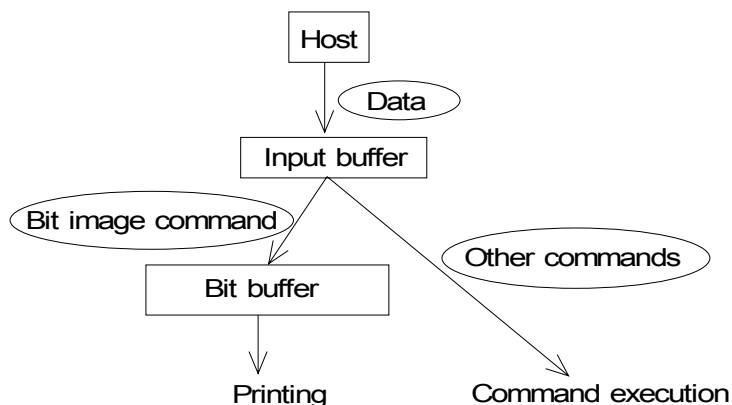 Host
Data
Input buffer
Bit image command
Other commands
Bit buffer
Printing
Command execution